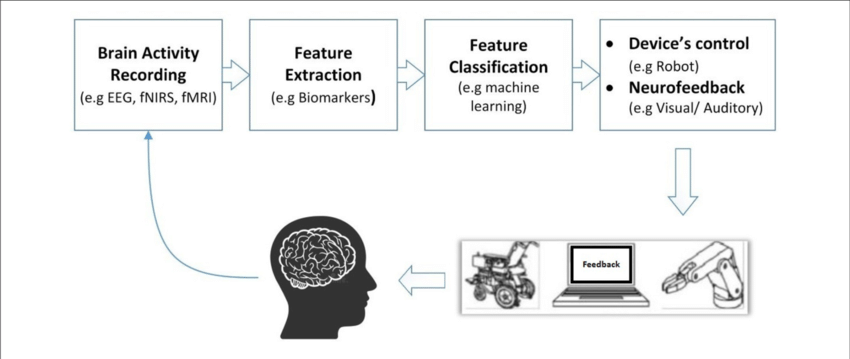 Brain Activity
Recording
(e.g EEG, fNIRS, fMRI)
Feature
Extraction
(e.g Biomarkers)
Feature
Classification
(e.g machine
learning)
• Device’s control
(e.g Robot)
• Neurofeedback
(e.g Visual/ Auditory)
Feedback